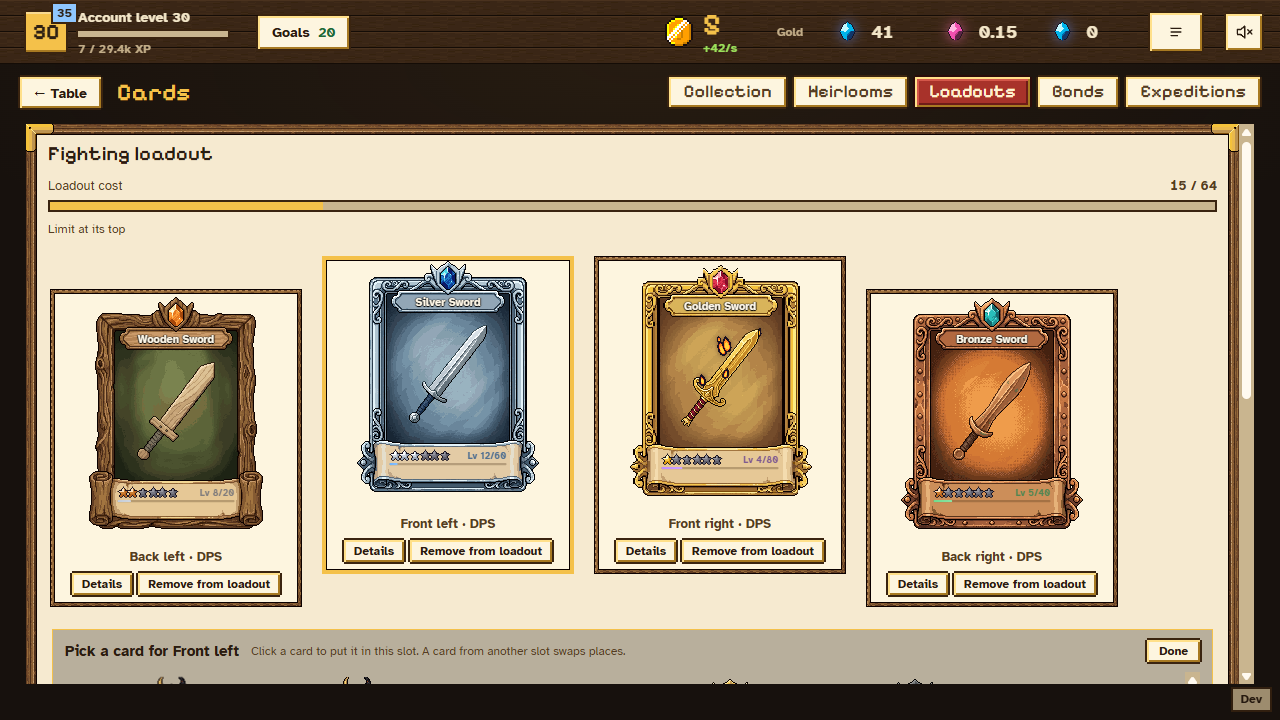 30
35
Account level 30
7 / 29.4k XP
Goals 20
+42/s
Gold
41
0.15
0
← Table
Cards
Collection
Heirlooms
Loadouts
Bonds
Expeditions
Fighting loadout
Loadout cost
15 / 64
Limit at its top
Wooden Sword
Lv 8/20
Back left · DPS
Details
Remove from loadout
Silver Sword
Lv 12/60
Front left · DPS
Details
Remove from loadout
Golden Sword
Lv 4/80
Front right · DPS
Details
Remove from loadout
Bronze Sword
Lv 5/40
Back right · DPS
Details
Remove from loadout
Pick a card for Front left
Click a card to put it in this slot. A card from another slot swaps places.
Done
Dev